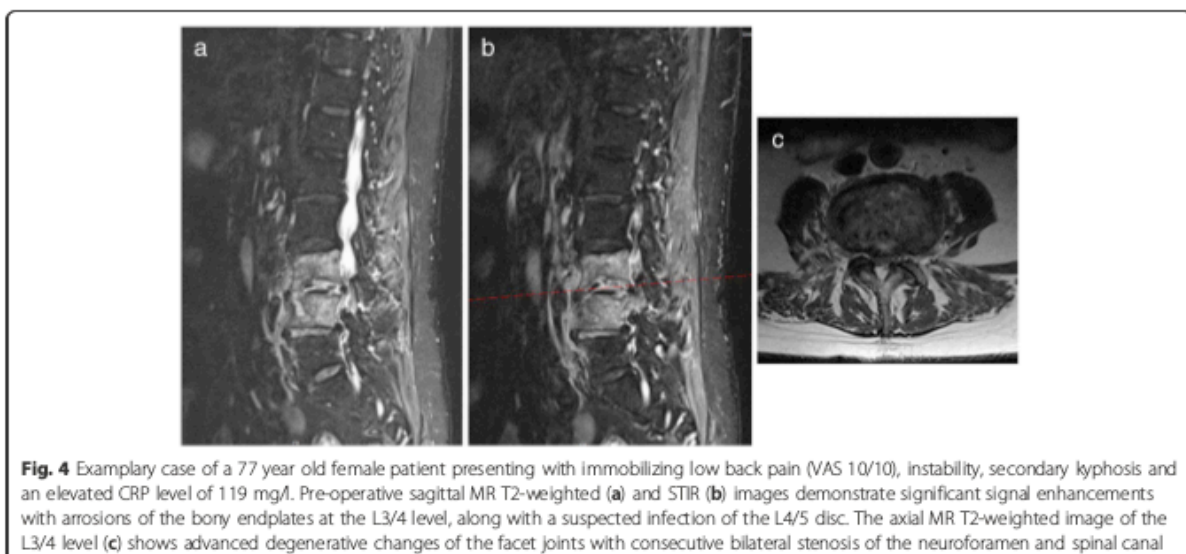 a
b
c
Fig. 4 Examplary case of a 77 year old female patient presenting with immobilizing low back pain (VAS 10/10), instability, secondary kyphosis and
an elevated CRP level of 119 mg/l. Pre-operative sagittal MR T2-weighted (a) and STIR (b) images demonstrate significant signal enhancements
with arrosions of the bony endplates at the L3/4 level, along with a suspected infection of the L4/5 disc. The axial MR T2-weighted image of the
L3/4 level (c) shows advanced degenerative changes of the facet joints with consecutive bilateral stenosis of the neuroforamen and spinal canal